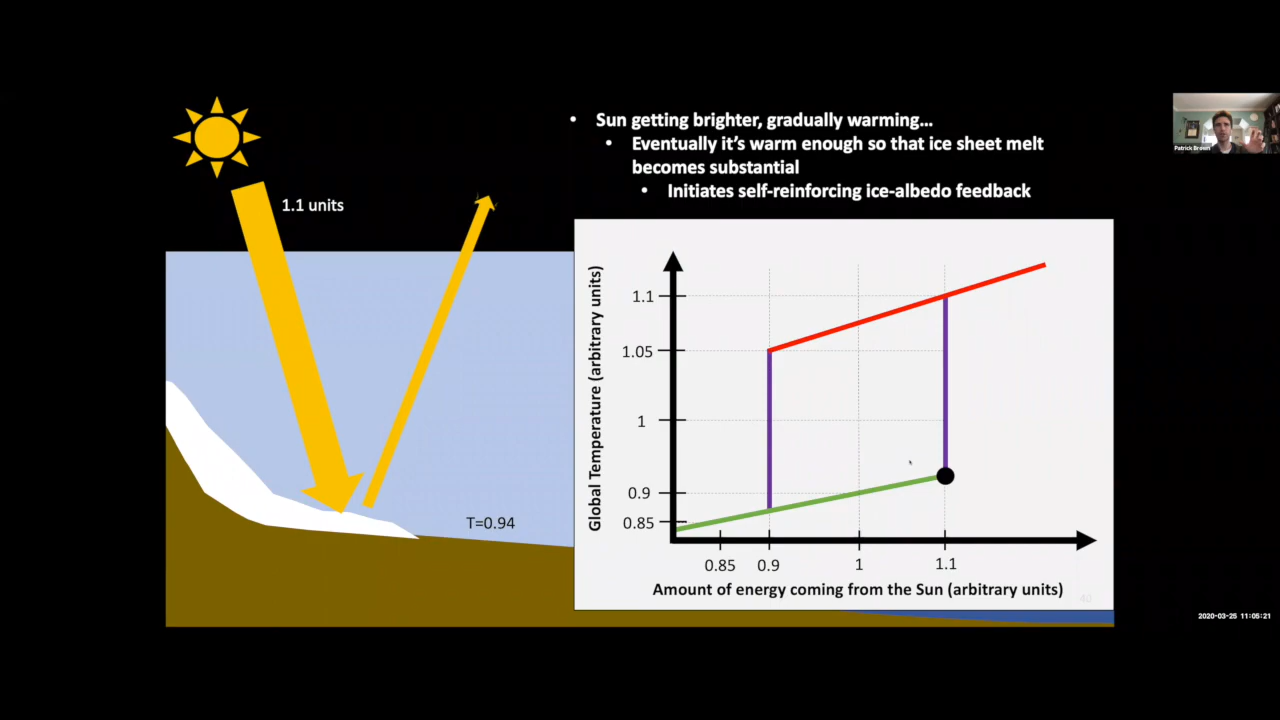 • Sun getting brighter, gradually warming…
• Eventually it's warm enough so that ice sheet melt
becomes substantial
• Initiates self-reinforcing ice-albedo feedback
1.1 units
T=0.94
Global Temperature (arbitrary units)
1.1
1.05
1
0.9
0.85
0.85 0.9 1 1.1
Amount of energy coming from the Sun (arbitrary units)
40
Patrick Brown
2020-03-25 11:05:21